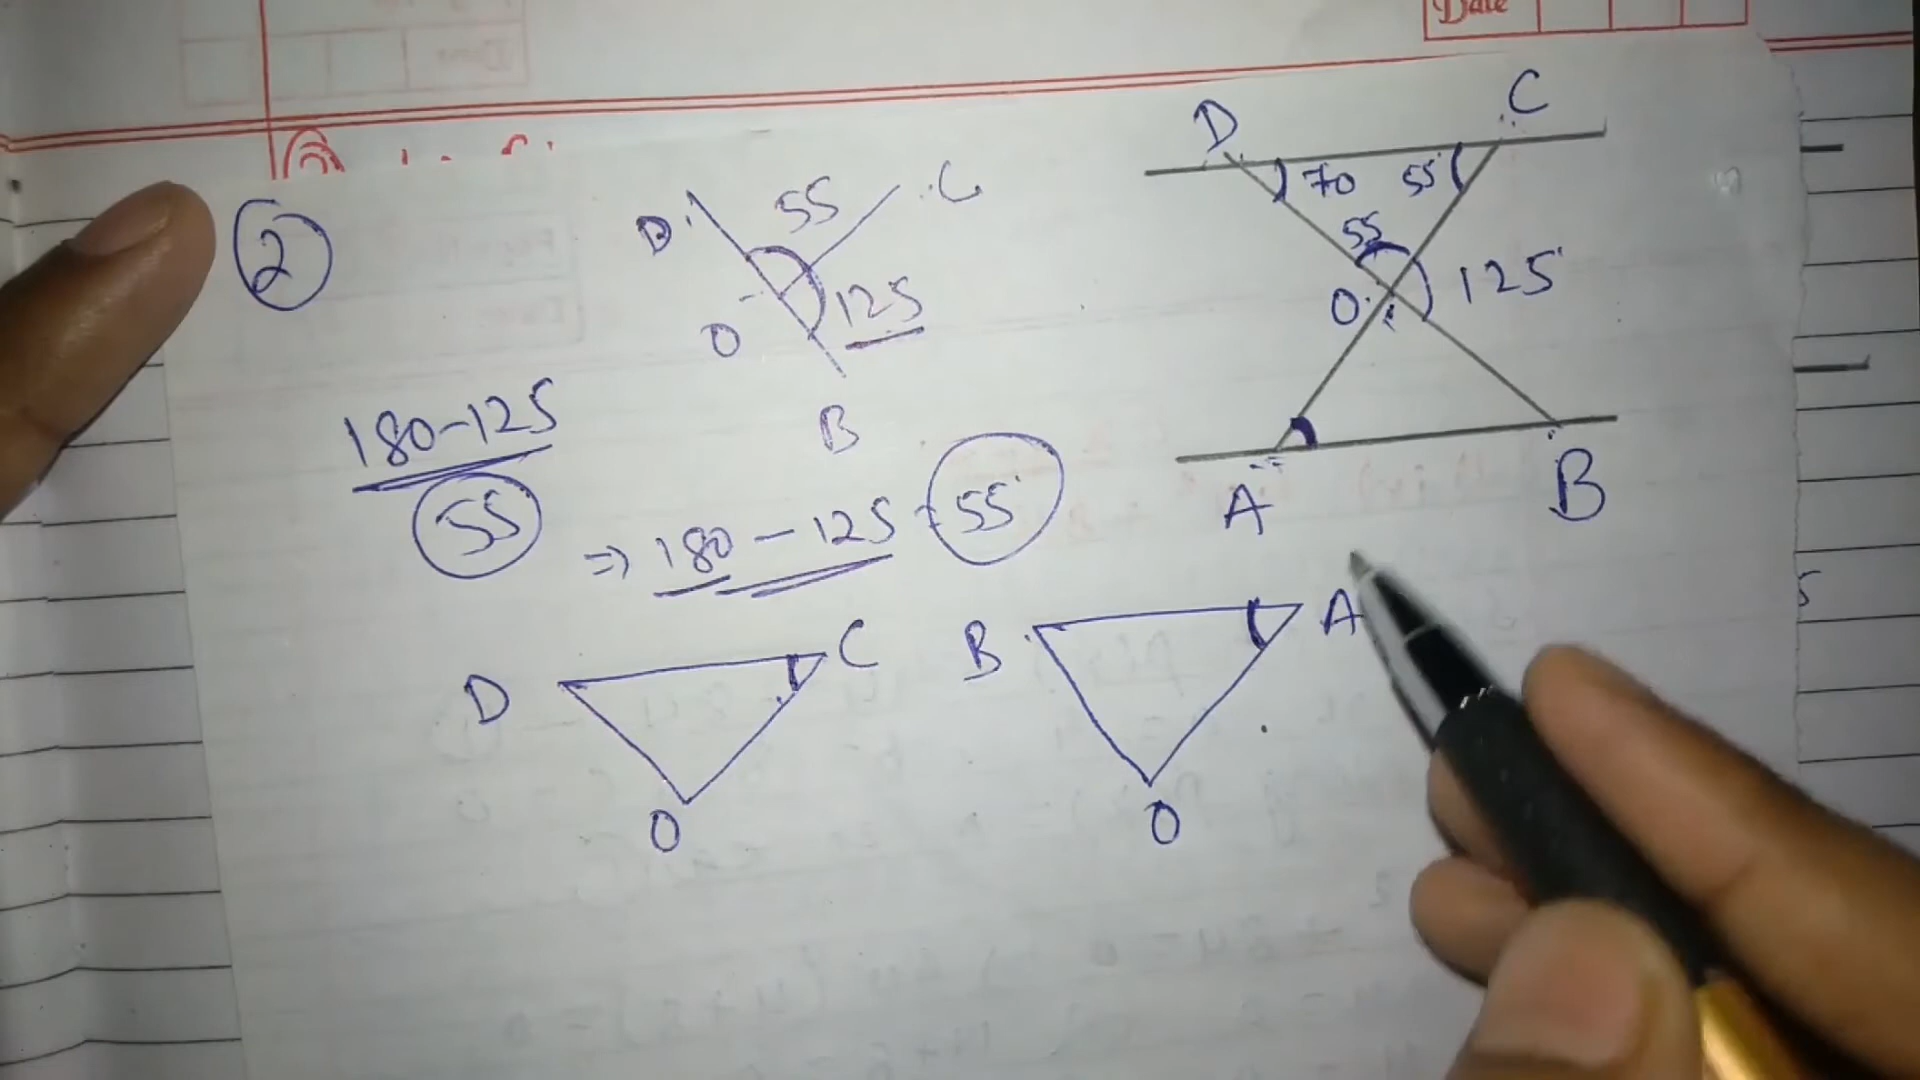 Date
2
D 55 C
O 125
B
180-125
55
⇒ 180 - 125 = 55°
D C
70 55°
55
O 125°
A B
D C
O
B A
O